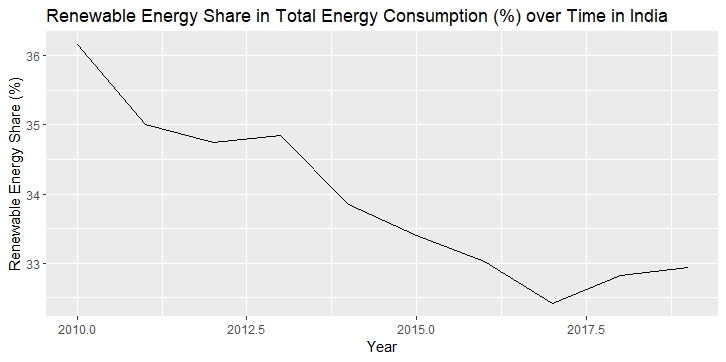 Renewable Energy Share in Total Energy Consumption (%) over Time in India
Renewable Energy Share (%)
36
35
34
33
2010.0
2012.5
2015.0
2017.5
Year